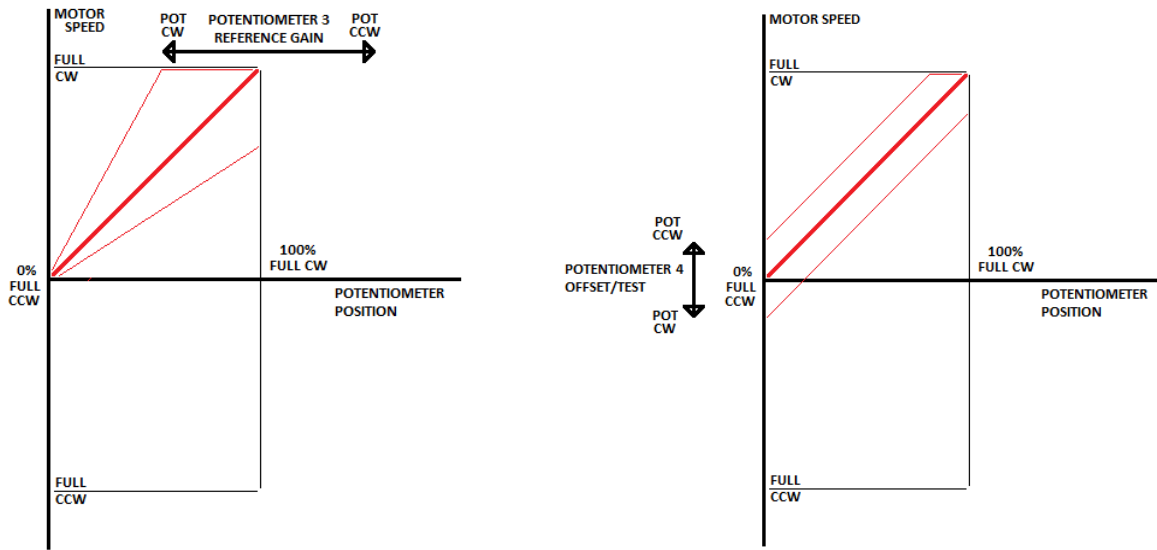 MOTOR
SPEED
POT
CW
POTENTIOMETER 3
REFERENCE GAIN
POT
CCW
FULL
CW
100%
FULL CW
0%
FULL
CCW
POTENTIOMETER
POSITION
FULL
CCW
MOTOR SPEED
FULL
CW
POT
CCW
POTENTIOMETER 4
OFFSET/TEST
POT
CW
0%
FULL
CCW
100%
FULL CW
POTENTIOMETER
POSITION
FULL
CCW